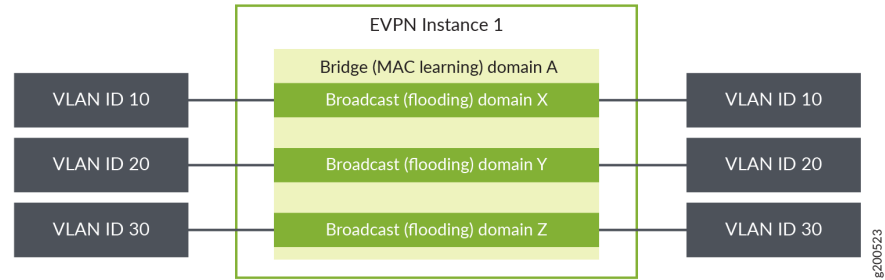 EVPN Instance 1
Bridge (MAC learning) domain A
VLAN ID 10
Broadcast (flooding) domain X
VLAN ID 10
VLAN ID 20
Broadcast (flooding) domain Y
VLAN ID 20
VLAN ID 30
Broadcast (flooding) domain Z
VLAN ID 30
g200523